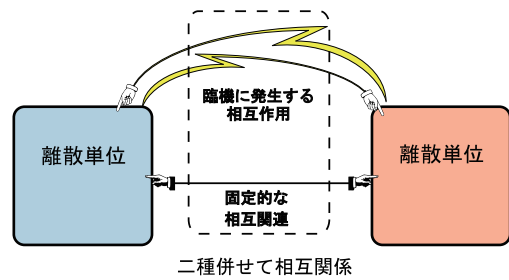 臨機に発生する
相互作用
離散単位
離散単位
固定的な
相互関連
二種併せて相互関係